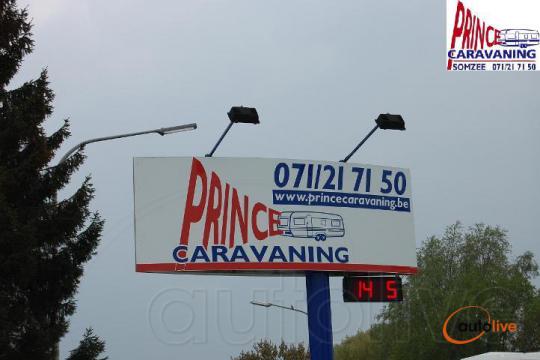 PRINCE
CARAVANING
SOMZEE 071/21 71 50
071/21 71 50
www.princecaravaning.be
PRINCE
CARAVANING
14 5
autolive
autolive